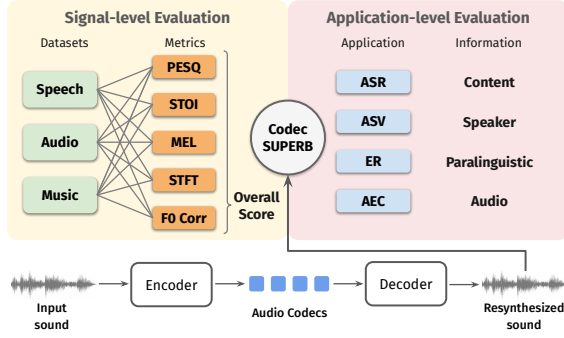 Signal-level Evaluation
Application-level Evaluation
Datasets
Metrics
Application
Information
Speech
Audio
Music
PESQ
STOI
MEL
STFT
F0 Corr
Overall
Score
Codec
SUPERB
ASR
Content
ASV
Speaker
ER
Paralinguistic
AEC
Audio
Input
sound
Encoder
Audio Codecs
Decoder
Resynthesized
sound